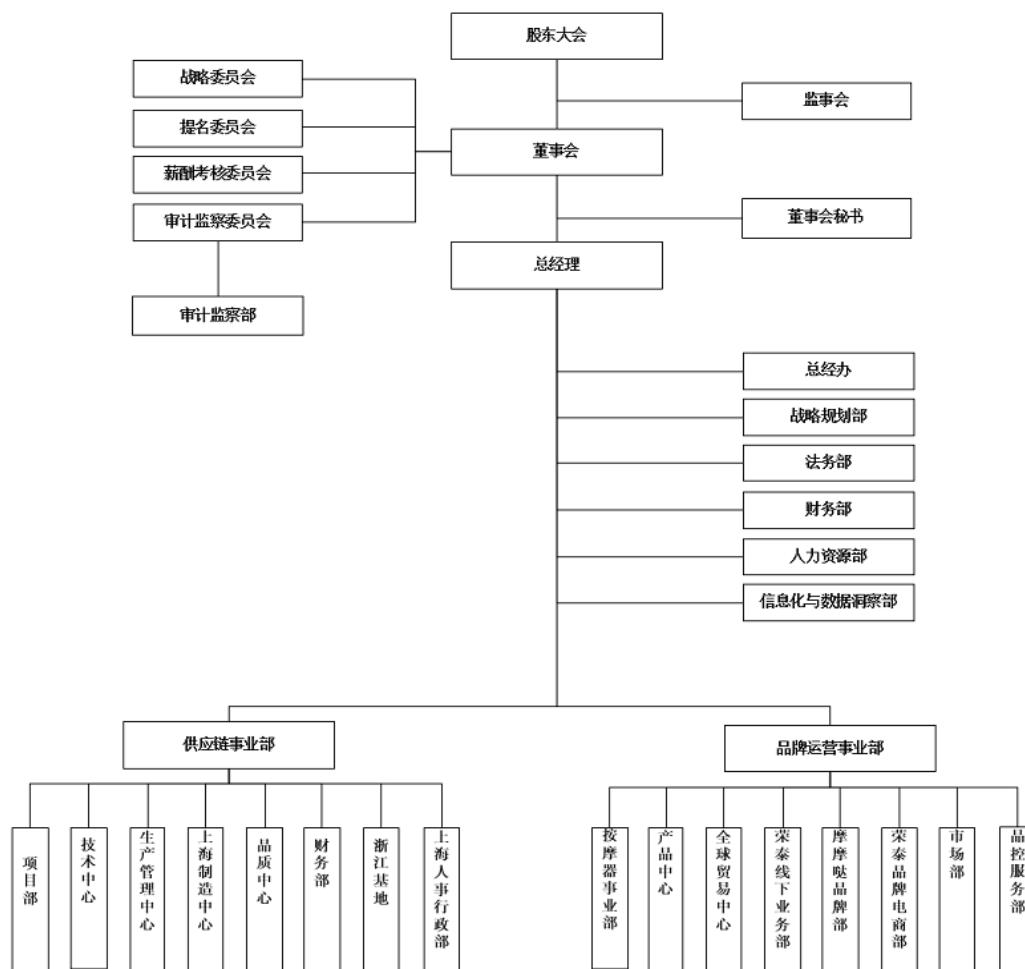 股东大会
战略委员会
监事会
提名委员会
董事会
薪酬考核委员会
审计监察委员会
董事会秘书
总经理
审计监察部
总经办
战略规划部
法务部
财务部
人力资源部
信息化与数据洞察部
供应链事业部
品牌运营事业部
项目部
技术中心
生产管理中心
上海制造中心
品质中心
财务部
浙江基地
上海人事行政部
按摩器事业部
产品中心
全球贸易中心
荣泰线下业务部
摩摩哒品牌部
荣泰品牌电商部
市场部
品控服务部